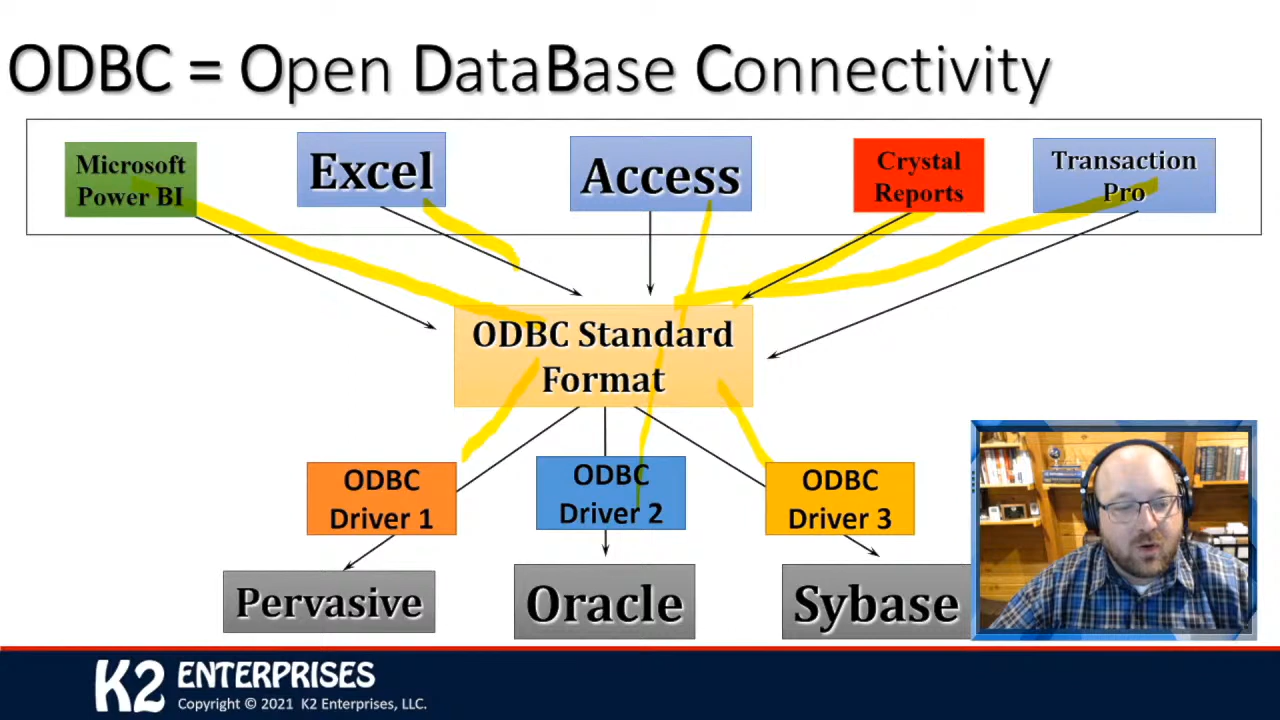 ODBC = Open DataBase Connectivity
Microsoft
Power BI
Excel
Access
Crystal
Reports
Transaction
Pro
ODBC Standard
Format
ODBC
Driver 1
ODBC
Driver 2
ODBC
Driver 3
Pervasive
Oracle
Sybase
K2 ENTERPRISES
Copyright © 2021 K2 Enterprises, LLC.